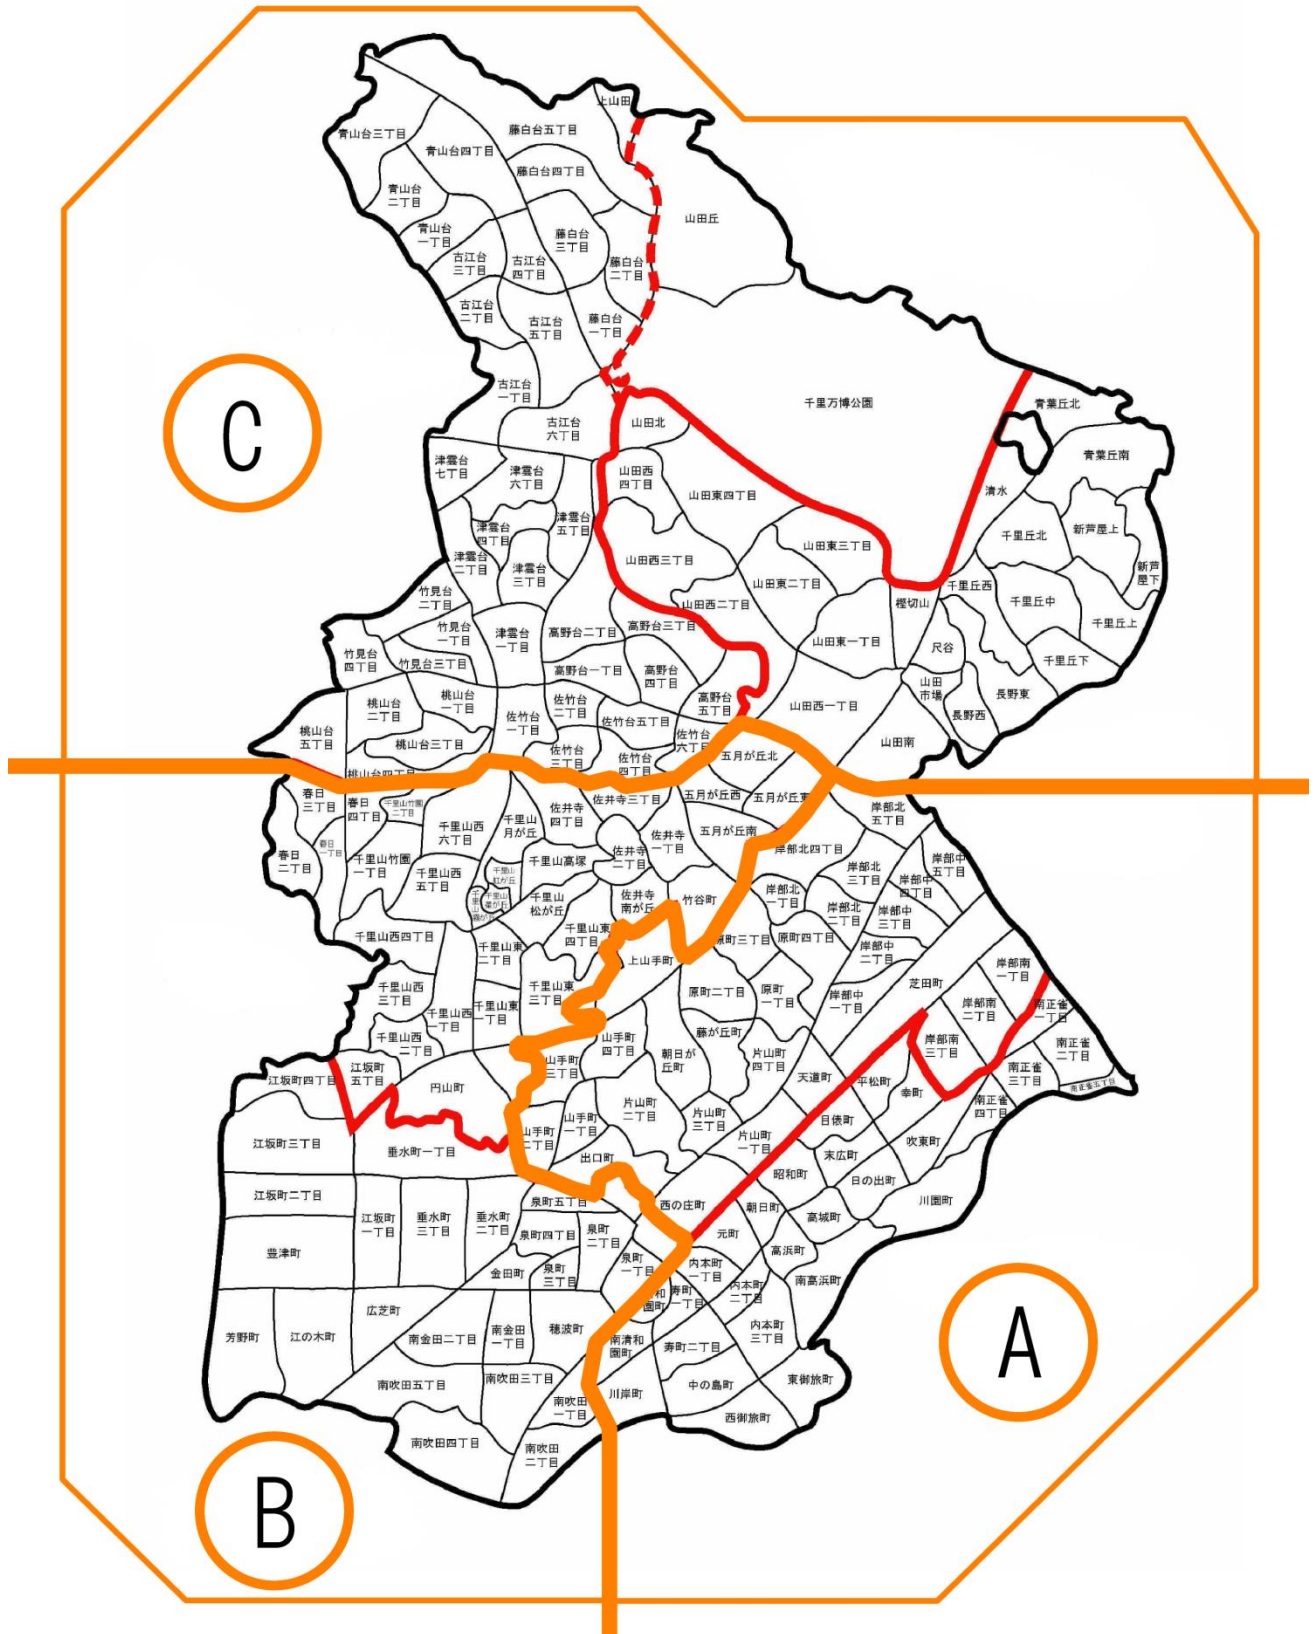 上山田
青山台三丁目
青山台四丁目
藤白台五丁目
藤白台四丁目
青山台
二丁目
青山台
一丁目
山田丘
藤白台
三丁目
古江台
三丁目
古江台
四丁目
藤白台
二丁目
古江台
二丁目
古江台
五丁目
藤白台
一丁目
古江台
一丁目
千里万博公園
青葉丘北
古江台
六丁目
山田北
C
津雲台
七丁目
津雲台
六丁目
山田西
四丁目
山田東四丁目
青葉丘南
清水
津雲台
四丁目
津雲台
五丁目
山田東三丁目
千里丘北
新芦屋上
津雲台
二丁目
津雲台
三丁目
山田西三丁目
山田東二丁目
新芦
屋下
千里丘西
竹見台
二丁目
山田西二丁目
樫切山
千里丘中
千里丘上
竹見台
一丁目
津雲台
一丁目
高野台二丁目
高野台三丁目
山田東一丁目
尺谷
竹見台
四丁目
竹見台三丁目
高野台一丁目
高野台
四丁目
千里丘下
山田
市場
長野東
桃山台
二丁目
桃山台
一丁目
佐竹台
二丁目
高野台
五丁目
山田西一丁目
長野西
桃山台
五丁目
桃山台三丁目
佐竹台
一丁目
佐竹台五丁目
佐竹台
六丁目
山田南
佐竹台
三丁目
佐竹台
四丁目
五月が丘北
桃山台四丁目
春日
三丁目
春日
四丁目
千里山竹園
二丁目
佐井寺三丁目
五月が丘西
五月が丘東
岸部北
五丁目
千里山西
六丁目
千里山
月が丘
佐井寺
四丁目
佐井寺
一丁目
五月が丘南
春日
一丁目
春日
二丁目
千里山竹園
一丁目
千里山高塚
佐井寺
二丁目
岸部北四丁目
岸部北
三丁目
岸部中
五丁目
千里山西
五丁目
千里山
虹が丘
岸部中
四丁目
千里山
星が丘
千里山
霧が丘
千里山
松が丘
佐井寺
南が丘
竹谷町
岸部北
一丁目
岸部北
二丁目
岸部中
三丁目
千里山西四丁目
千里山東
二丁目
千里山東
四丁目
原町三丁目
原町四丁目
岸部中
二丁目
上山手町
千里山西
三丁目
千里山東
三丁目
原町二丁目
原町
一丁目
岸部中
一丁目
芝田町
岸部南
一丁目
千里山西
一丁目
千里山東
一丁目
岸部南
二丁目
南正雀
一丁目
千里山西
二丁目
山手町
四丁目
藤が丘町
岸部南
三丁目
南正雀
二丁目
江坂町四丁目
江坂町
五丁目
円山町
山手町
三丁目
朝日が
丘町
片山町
四丁目
天道町
平松町
幸町
南正雀
三丁目
南正雀五丁目
南正雀
四丁目
片山町
二丁目
片山町
三丁目
目俵町
江坂町三丁目
垂水町一丁目
山手町
二丁目
山手町
一丁目
片山町
一丁目
吹東町
出口町
昭和町
末広町
日の出町
江坂町二丁目
泉町五丁目
西の庄町
朝日町
川園町
江坂町
一丁目
垂水町
三丁目
垂水町
二丁目
高城町
豊津町
泉町四丁目
泉町
二丁目
元町
高浜町
金田町
泉町
三丁目
泉町
一丁目
内本町
一丁目
南高浜町
内本町
二丁目
和
園町
寿町
一丁目
広芝町
芳野町
江の木町
南金田二丁目
南金田
一丁目
穂波町
南清和
園町
寿町二丁目
内本町
三丁目
A
南吹田五丁目
南吹田三丁目
中の島町
東御旅町
川岸町
南吹田
一丁目
西御旅町
南吹田四丁目
南吹田
二丁目
B